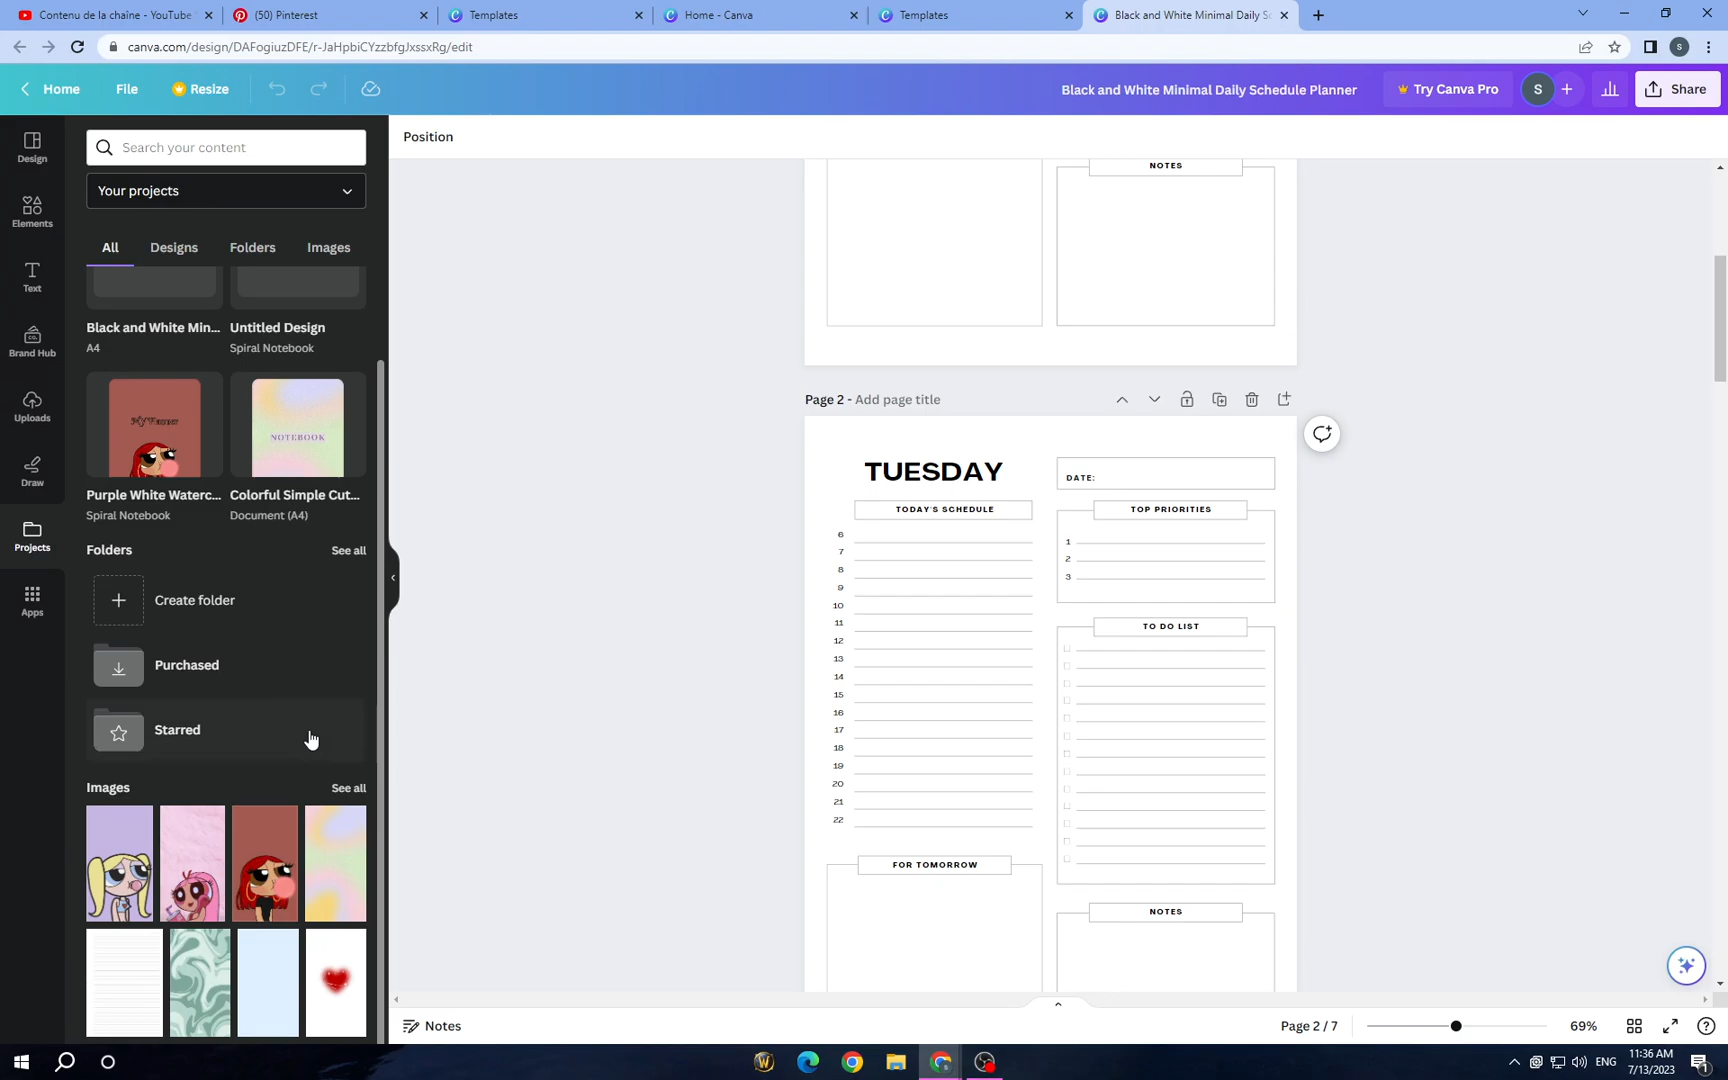 Contenu de la chaîne - YouTube
(50) Pinterest
Templates
Home - Canva
Templates
Black and White Minimal Daily Sc
canva.com/design/DAFogiuzDFE/r-JaHpbiCYzzbfgJxssxRg/edit
S
Home
File
Resize
Black and White Minimal Daily Schedule Planner
Try Canva Pro
S
Share
Design
Elements
Text
CO.
Brand Hub
Uploads
Draw
Projects
Apps
Search your content
Your projects
All
Designs
Folders
Images
Black and White Min...
A4
Untitled Design
Spiral Notebook
My Planner
NOTEBOOK
Purple White Waterc...
Spiral Notebook
Colorful Simple Cut...
Document (A4)
Folders
See all
Create folder
Purchased
Starred
Images
See all
Position
NOTES
Page 2 - Add page title
TUESDAY
DATE:
TODAY'S SCHEDULE
6
7
8
9
10
11
12
13
14
15
16
17
18
19
20
21
22
TOP PRIORITIES
1
2
3
TO DO LIST
FOR TOMORROW
NOTES
Notes
Page 2 / 7
69%
ENG
11:36 AM
7/13/2023
1